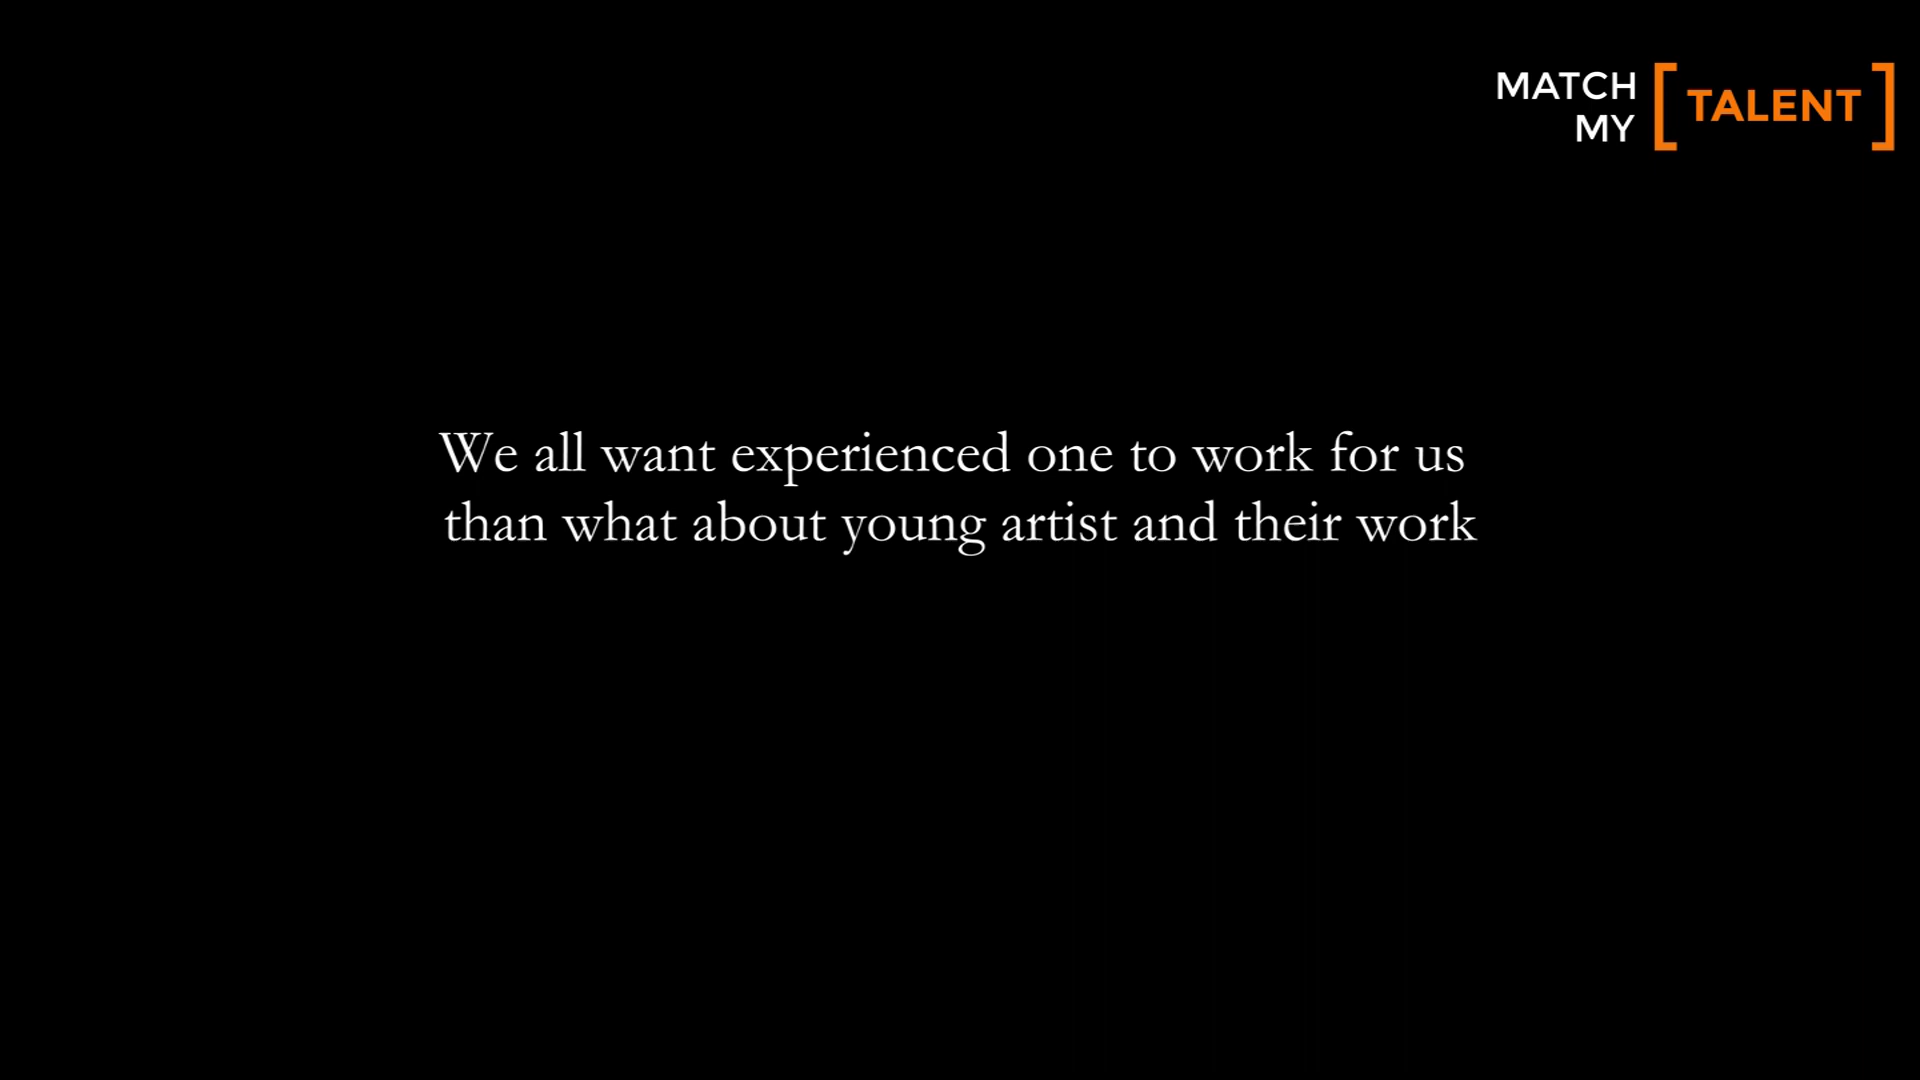 MATCH
MY [TALENT]
We all want experienced one to work for us
than what about young artist and their work